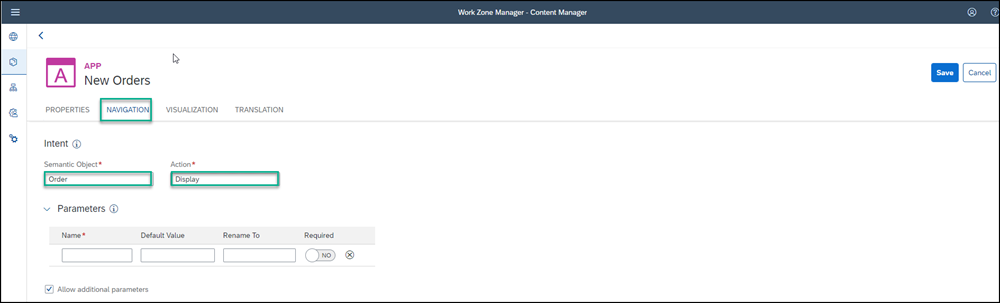 Work Zone Manager - Content Manager
APP
New Orders
Save Cancel
PROPERTIES NAVIGATION VISUALIZATION TRANSLATION
Intent
Semantic Object* Action*
Order Display
Parameters
Name* Default Value Rename To Required
NO
Allow additional parameters